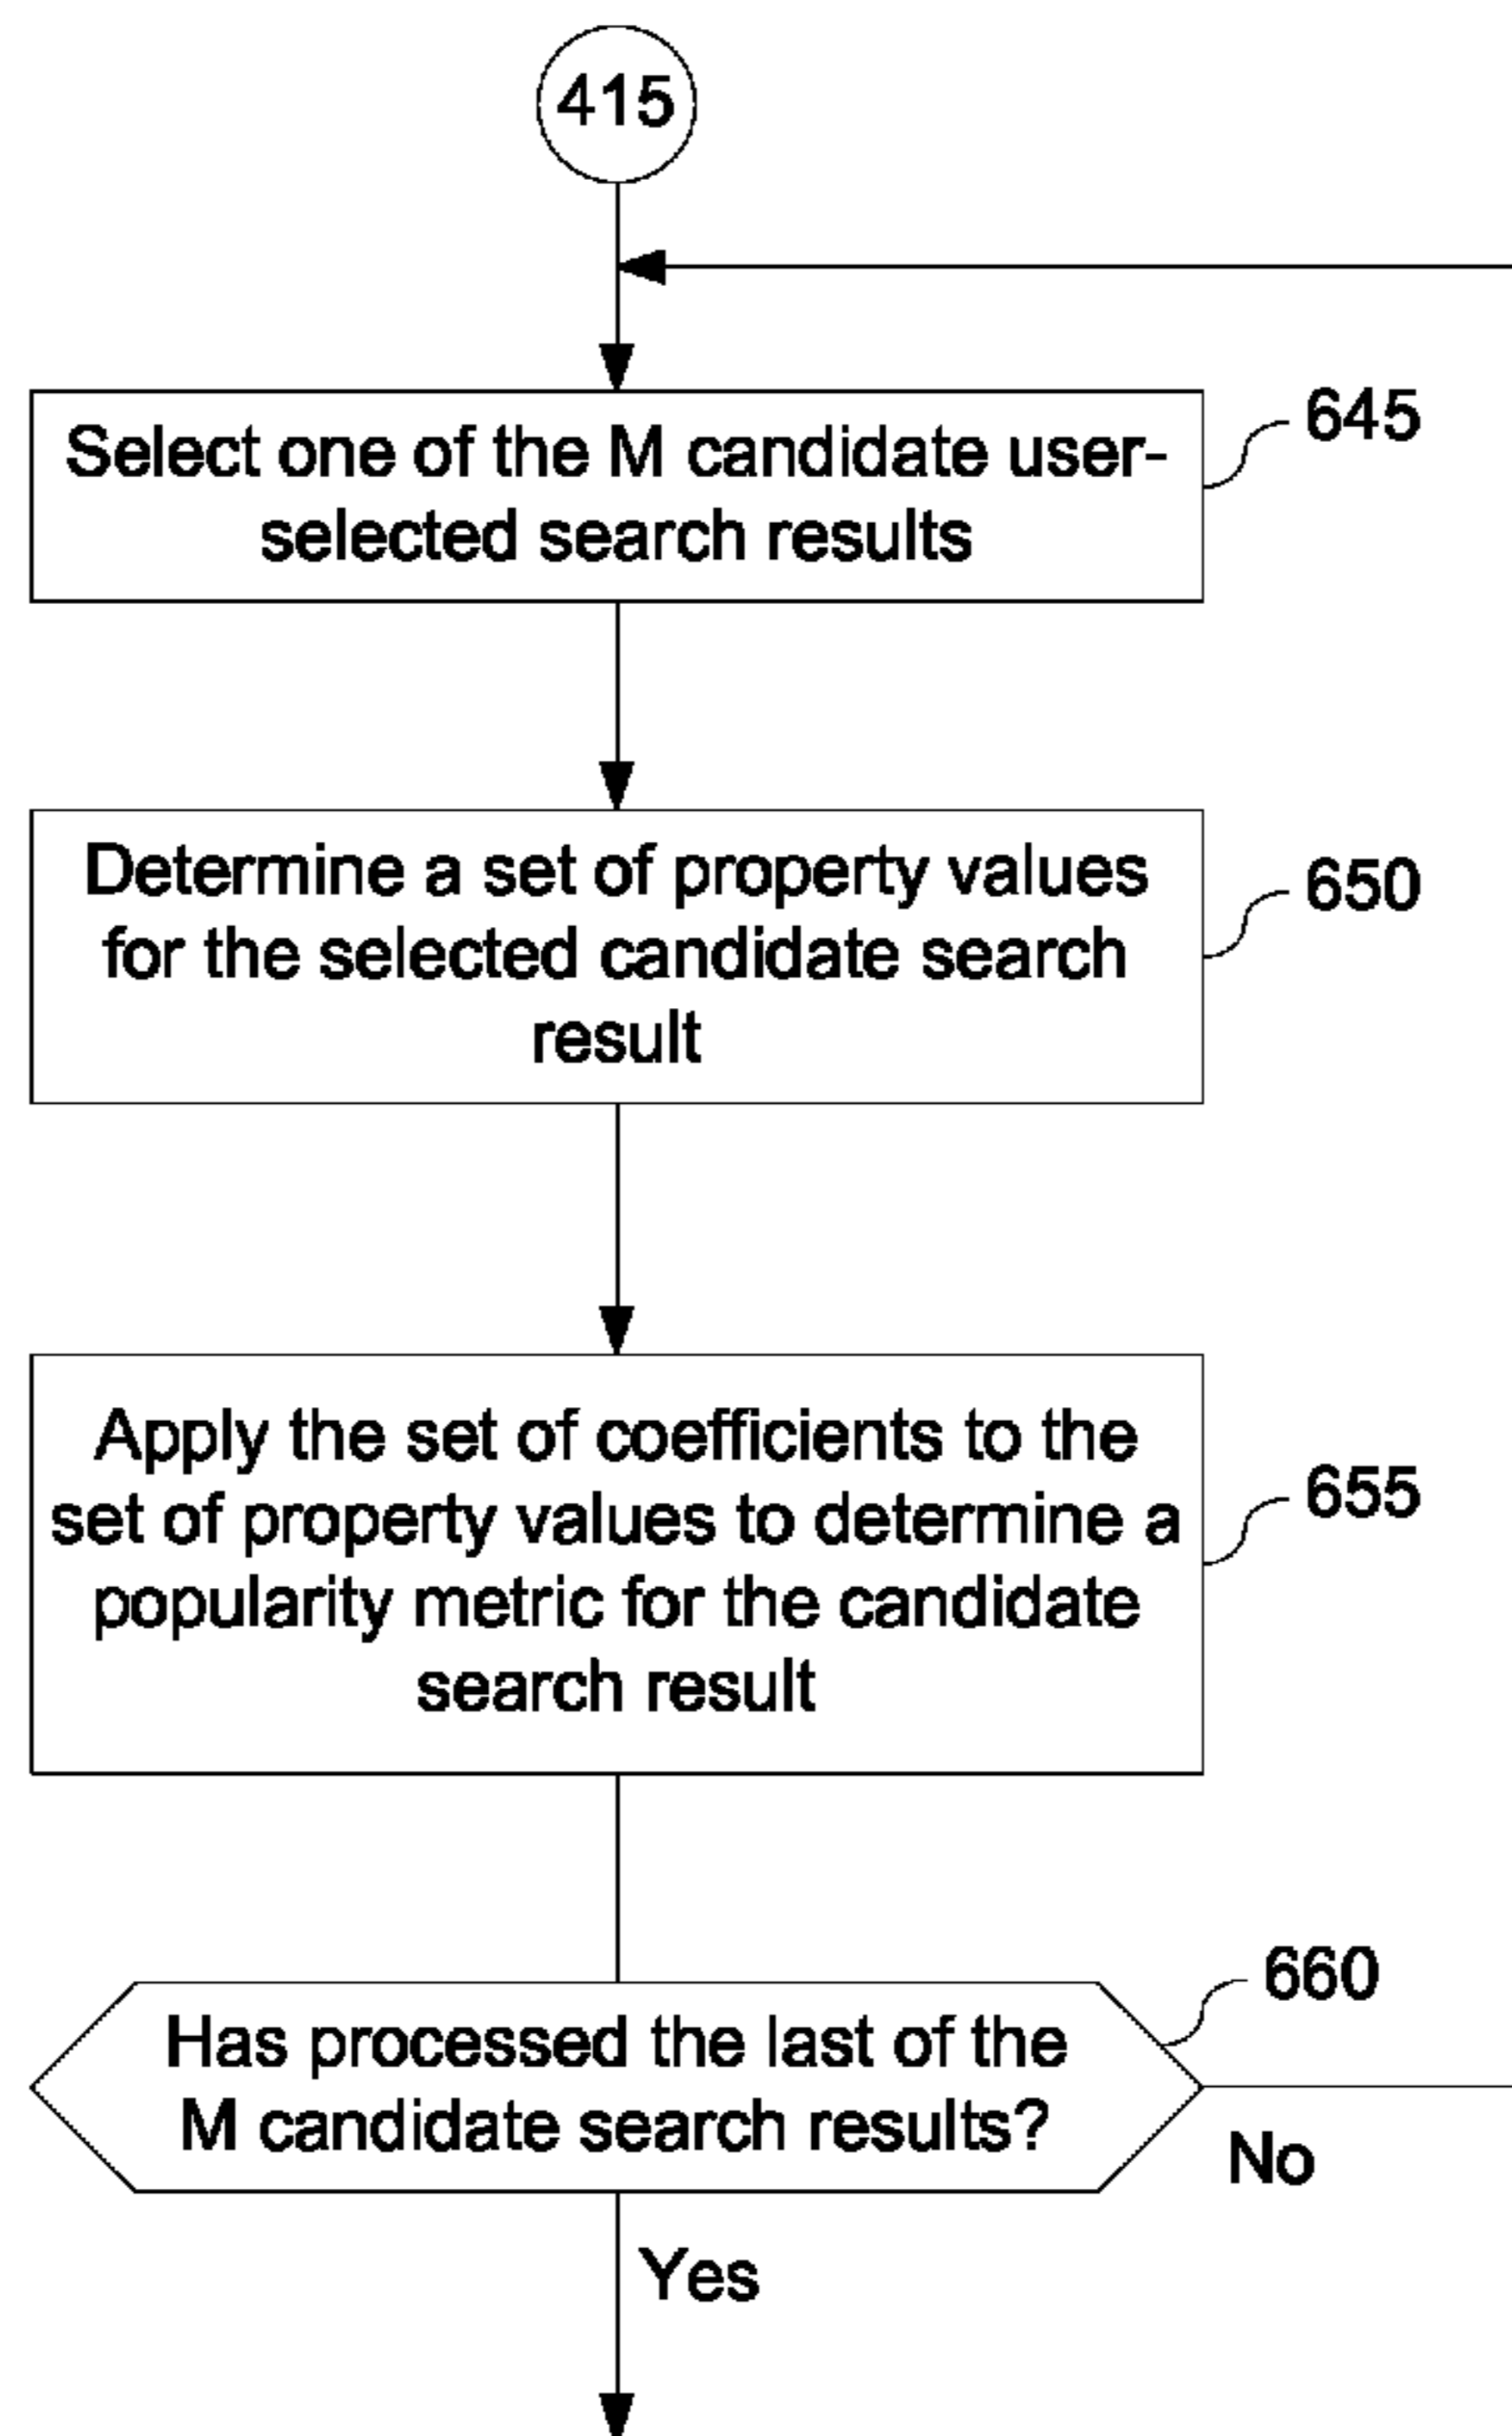 415
Select one of the M candidate user-
selected search results
645
Determine a set of property values
for the selected candidate search
result
650
Apply the set of coefficients to the
set of property values to determine a
popularity metric for the candidate
search result
655
Has processed the last of the
M candidate search results?
660
No
Yes